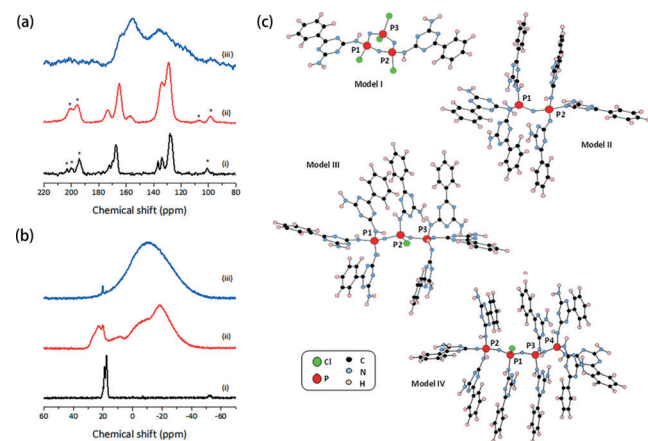 (a)
(iii)
(ii)
* * * *
(i)
* * * *
220 200 180 160 140 120 100 80
Chemical shift (ppm)
(b)
(iii)
(ii)
(i)
60 40 20 0 -20 -40 -60
Chemical shift (ppm)
(c)
P3
P1
P2
Model I
P1
P2
Model II
Model III
P1
P2
P3
P2
P1
P3
P4
Model IV
Cl
P
C
N
H